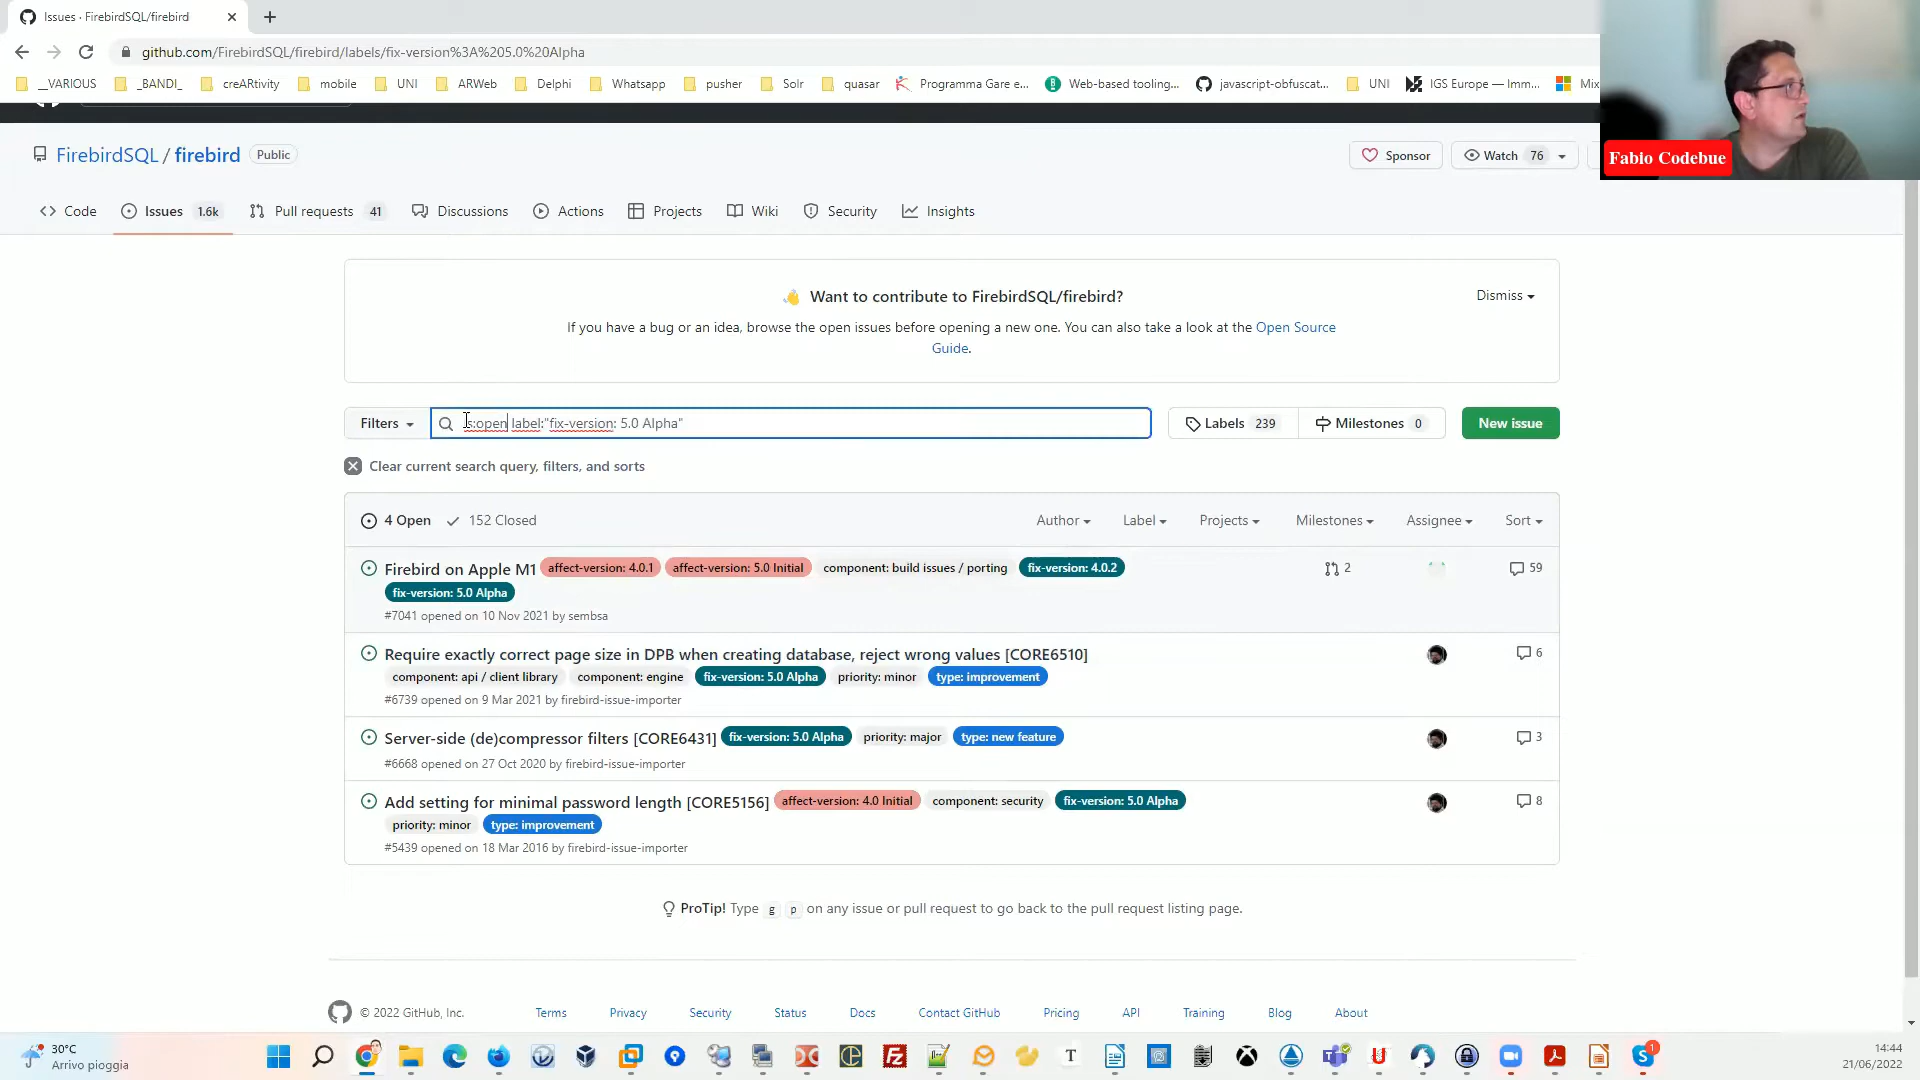 Issues · FirebirdSQL/firebird
github.com/FirebirdSQL/firebird/labels/fix-version%3A%205.0%20Alpha
__VARIOUS _BANDI_ creARtivity mobile UNI ARWeb Delphi Whatsapp pusher Solr quasar Programma Gare e... Web-based tooling... javascript-obfuscat... UNI IGS Europe — Imm... Mix
Fabio Codebue
FirebirdSQL / firebird Public
Sponsor Watch 76
Code Issues 1.6k Pull requests 41 Discussions Actions Projects Wiki Security Insights
👋 Want to contribute to FirebirdSQL/firebird?
Dismiss
If you have a bug or an idea, browse the open issues before opening a new one. You can also take a look at the Open Source
Guide.
Filters s:open label:"fix-version: 5.0 Alpha" Labels 239 Milestones 0 New issue
Clear current search query, filters, and sorts
4 Open 152 Closed Author Label Projects Milestones Assignee Sort
Firebird on Apple M1 affect-version: 4.0.1 affect-version: 5.0 Initial component: build issues / porting fix-version: 4.0.2 2 59
fix-version: 5.0 Alpha
#7041 opened on 10 Nov 2021 by sembsa
Require exactly correct page size in DPB when creating database, reject wrong values [CORE6510] 6
component: api / client library component: engine fix-version: 5.0 Alpha priority: minor type: improvement
#6739 opened on 9 Mar 2021 by firebird-issue-importer
Server-side (de)compressor filters [CORE6431] fix-version: 5.0 Alpha priority: major type: new feature 3
#6668 opened on 27 Oct 2020 by firebird-issue-importer
Add setting for minimal password length [CORE5156] affect-version: 4.0 Initial component: security fix-version: 5.0 Alpha 8
priority: minor type: improvement
#5439 opened on 18 Mar 2016 by firebird-issue-importer
ProTip! Type g p on any issue or pull request to go back to the pull request listing page.
© 2022 GitHub, Inc. Terms Privacy Security Status Docs Contact GitHub Pricing API Training Blog About
30°C
Arrivo pioggia
1
14:44
21/06/2022